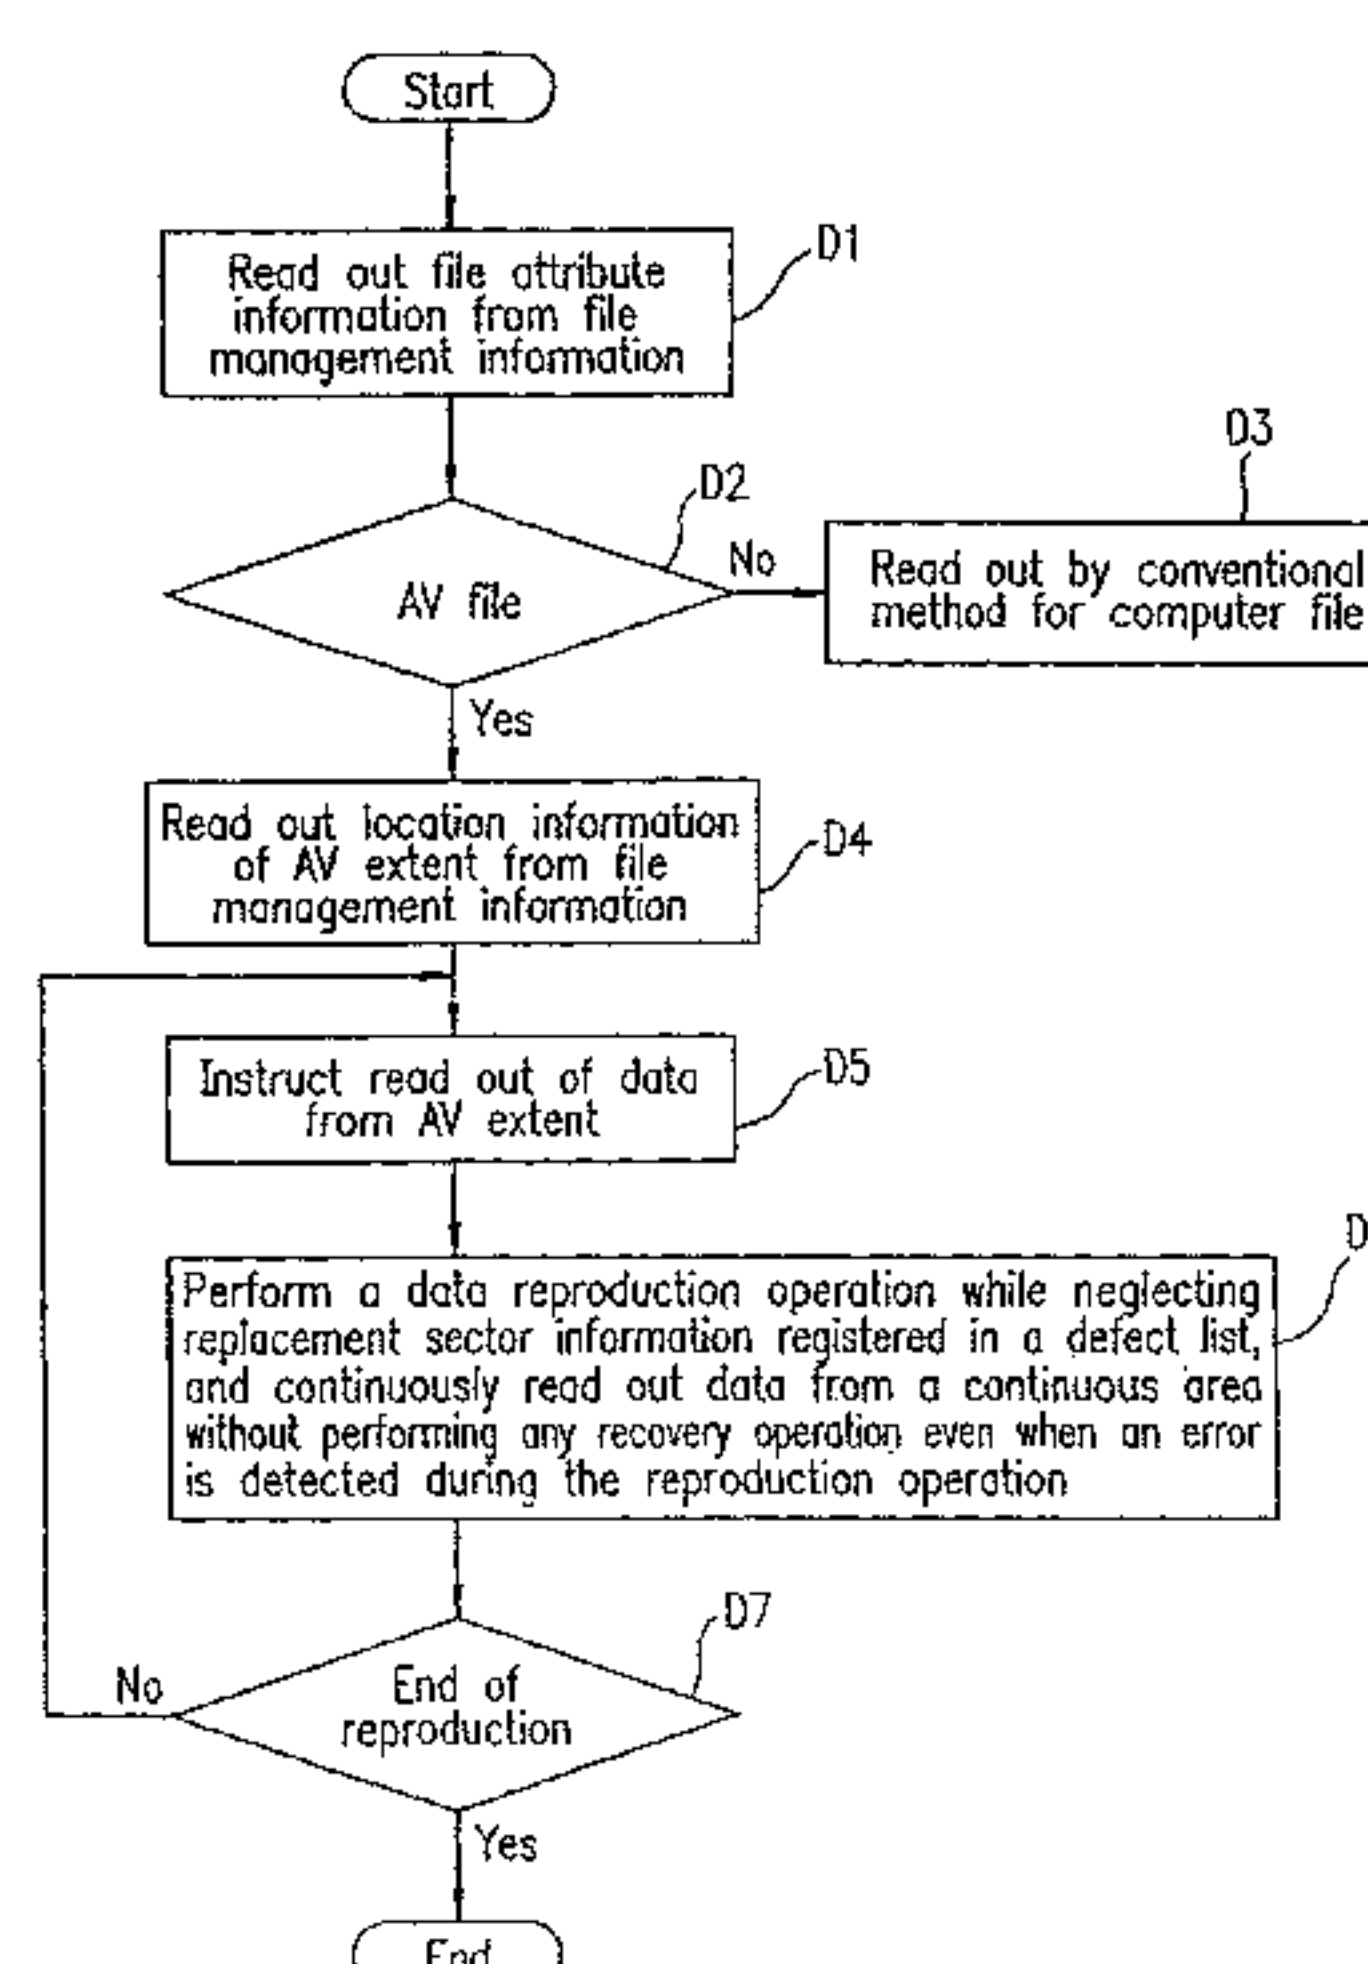 Start
D1
Read out file attribute
information from file
management information
D3
D2
No
Read out by conventional
method for computer file
AV file
Yes
Read out location information
of AV extent from file
management information
D4
Instruct read out of data
from AV extent
D5
D
Perform a data reproduction operation while neglecting
replacement sector information registered in a defect list,
and continuously read out data from a continuous area
without performing any recovery operation even when an error
is detected during the reproduction operation
D7
No
End of
reproduction
Yes
End